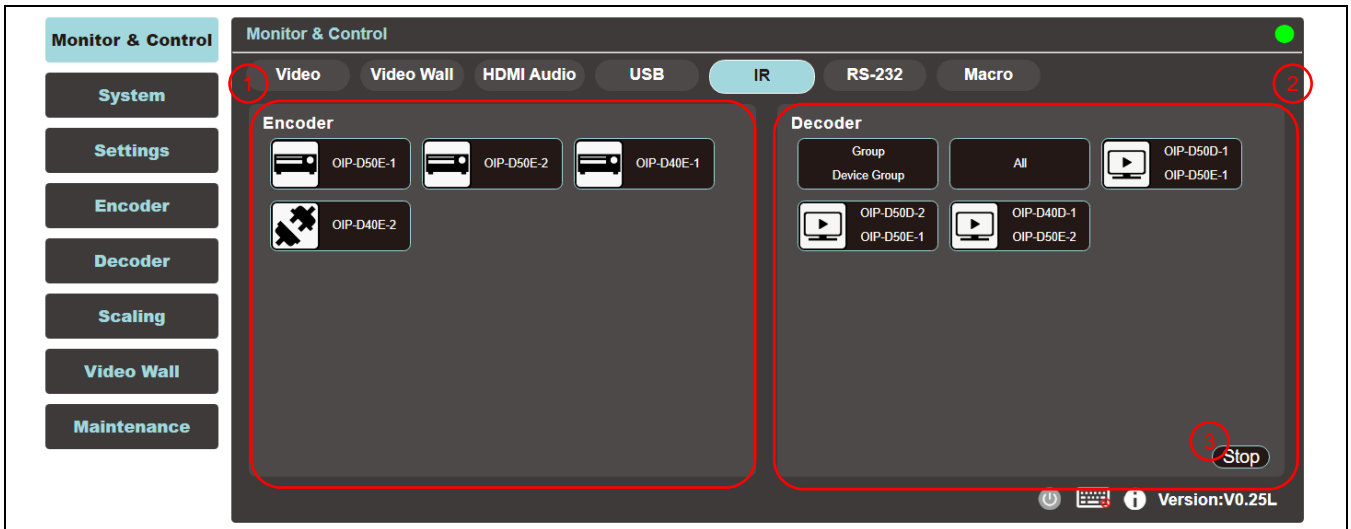 Monitor & Control
System
Settings
Encoder
Decoder
Scaling
Video Wall
Maintenance
Monitor & Control
Video Video Wall HDMI Audio USB IR RS-232 Macro
1
2
Encoder
OIP-D50E-1
OIP-D50E-2
OIP-D40E-1
OIP-D40E-2
Decoder
Group
Device Group
All
OIP-D50D-1
OIP-D50E-1
OIP-D50D-2
OIP-D50E-1
OIP-D40D-1
OIP-D50E-2
3
Stop
Version:V0.25L